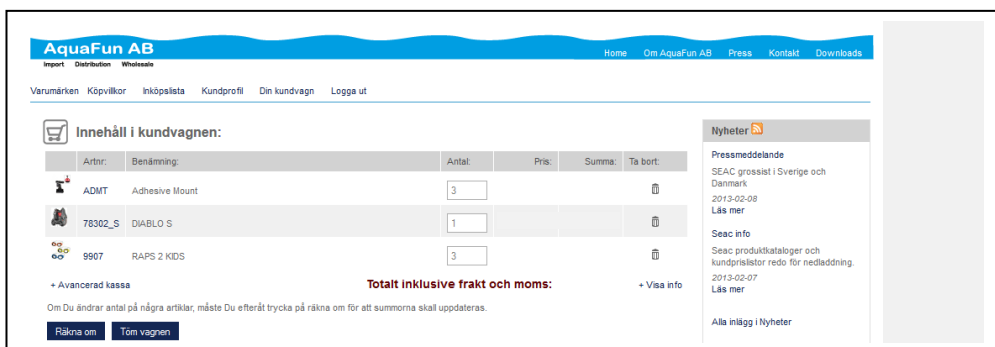 AquaFun AB
Import Distribution Wholesale
Home Om AquaFun AB Press Kontakt Downloads
Varumärken Köpvillkor Inköpslista Kundprofil Din kundvagn Logga ut
Innehåll i kundvagnen:
Artnr: Benämning: Antal: Pris: Summa: Ta bort:
ADMT Adhesive Mount 3
78302_S DIABLO S 1
9907 RAPS 2 KIDS 3
+ Avancerad kassa Totalt inklusive frakt och moms: + Visa info
Om Du ändrar antal på några artiklar, måste Du efteråt trycka på räkna om för att summorna skall uppdateras.
Räkna om Töm vagnen
Nyheter
Pressmeddelande
SEAC grossist i Sverige och
Danmark
2013-02-08
Läs mer
Seac info
Seac produktkataloger och
kundprislistor redo för nedladdning.
2013-02-07
Läs mer
Alla inlägg i Nyheter